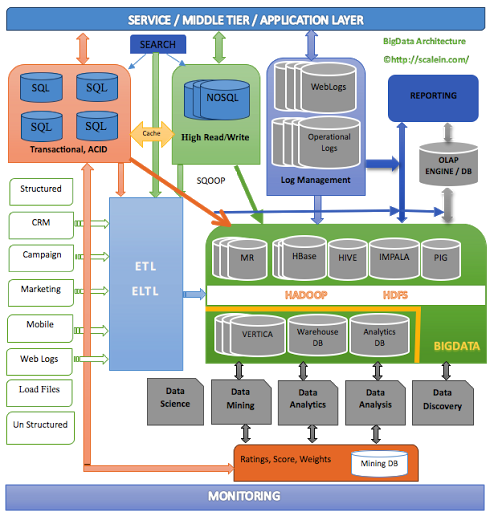 SERVICE / MIDDLE TIER / APPLICATION LAYER
SEARCH
BigData Architecture
©http://scalein.com/
SQL
SQL
SQL
SQL
Transactional, ACID
Cache
NOSQL
High Read/Write
WebLogs
Operational
Logs
Log Management
REPORTING
OLAP
ENGINE / DB
SQOOP
Structured
CRM
Campaign
Marketing
Mobile
Web Logs
Load Files
Un Structured
ETL
ELTL
MR
HBase
HIVE
IMPALA
PIG
HADOOP
HDFS
VERTICA
Warehouse
DB
Analytics
DB
BIGDATA
Data
Science
Data
Mining
Data
Analytics
Data
Analysis
Data
Discovery
Ratings, Score, Weights
Mining DB
MONITORING